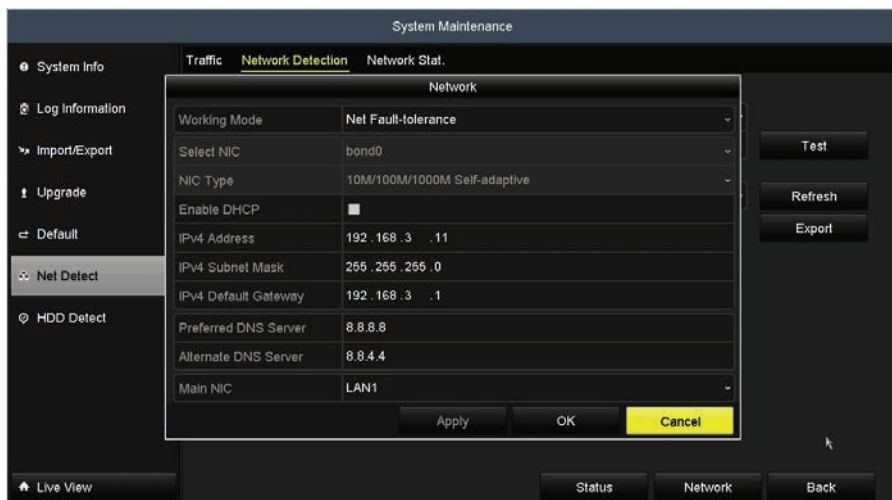 System Maintenance
System Info
Log Information
Import/Export
Upgrade
Default
Net Detect
HDD Detect
Live View
Traffic Network Detection Network Stat.
Network
Working Mode Net Fault-tolerance
Select NIC bond0
NIC Type 10M/100M/1000M Self-adaptive
Enable DHCP
IPv4 Address 192.168.3 .11
IPv4 Subnet Mask 255.255.255.0
IPv4 Default Gateway 192.168.3 .1
Preferred DNS Server 8.8.8.8
Alternate DNS Server 8.8.4.4
Main NIC LAN1
Apply OK Cancel
Test
Refresh
Export
Status Network Back